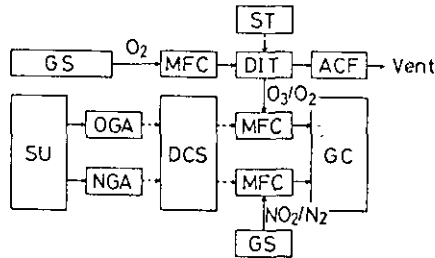 ST
O₂
GS
MFC
DIT
ACF
Vent
O₃/O₂
SU
OGA
DCS
MFC
GC
NGA
MFC
NO₂/N₂
GS